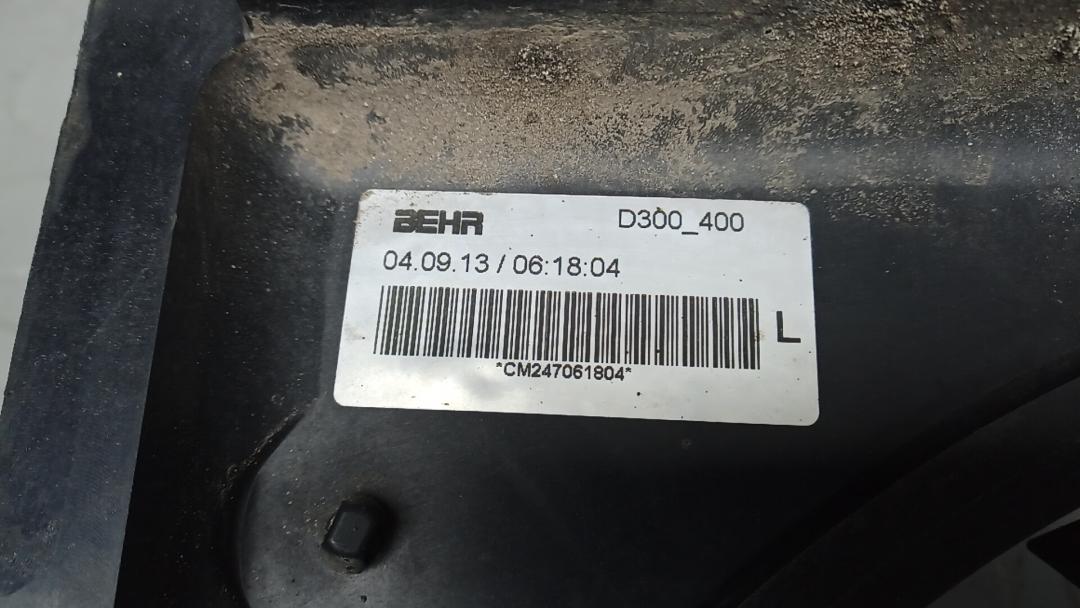 BEHR D300_400
04.09.13 / 06:18:04
L
*CM247061804*